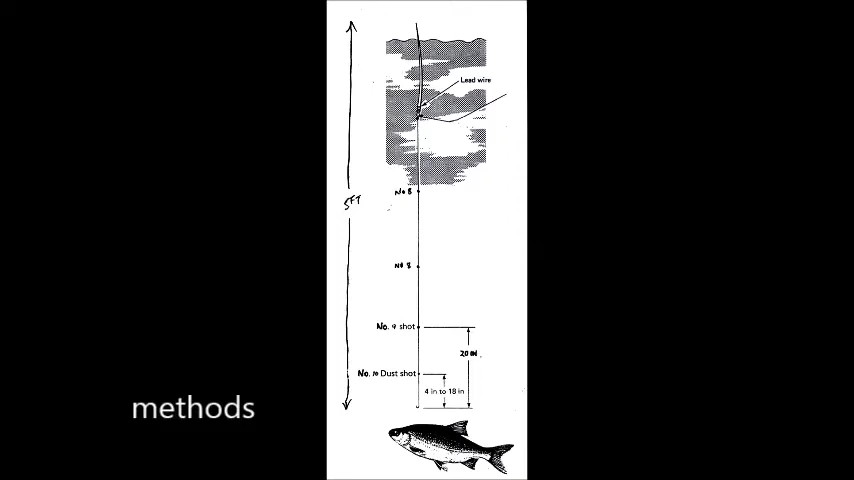 Lead wire
No 8
5FT
No 8
No. 9 shot
20 IN.
No. 10 Dust shot
4 in to 18 in
methods